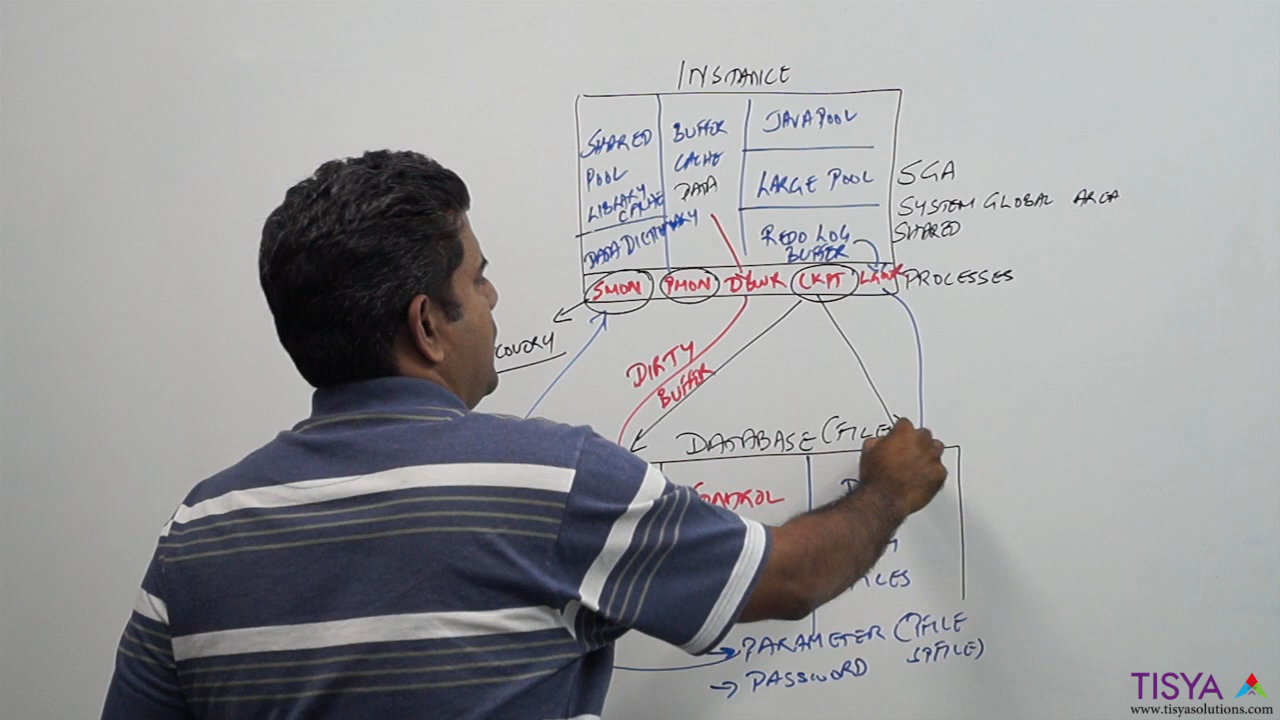 INSTANCE
SHARED
POOL
LIBRARY
CACHE
DATA DICTIONARY
BUFFER
CACHE
DATA
JAVA POOL
LARGE POOL
REDO LOG
BUFFER
SGA
SYSTEM GLOBAL AREA
SHARED
SMON PMON DBWR CKPT LGWR PROCESSES
COVERY
DIRTY
BUFFER
DATABASE (FILE
PARAMETER (PFILE
SPFILE)
→ PASSWORD
TISYA
www.tisyasolutions.com